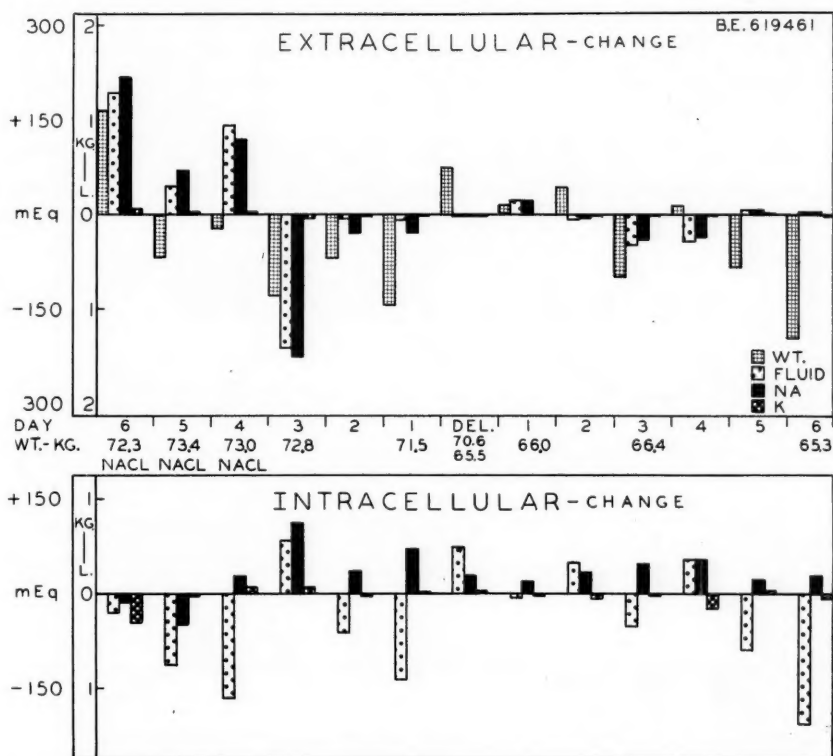 300 2 EXTRACELLULAR - CHANGE B.E. 619461
+150 1
KG.
L.
mEq 0
-150 1
WT.
FLUID
NA
K
300 2
DAY 6 5 4 3 2 1 DEL. 1 2 3 4 5 6
WT.-KG. 72.3 73.4 73.0 72.8 71.5 70.6 66.0 66.4 65.3
65.5
NACL NACL NACL
+150 1 INTRACELLULAR - CHANGE
KG.
L.
mEq 0
-150 1